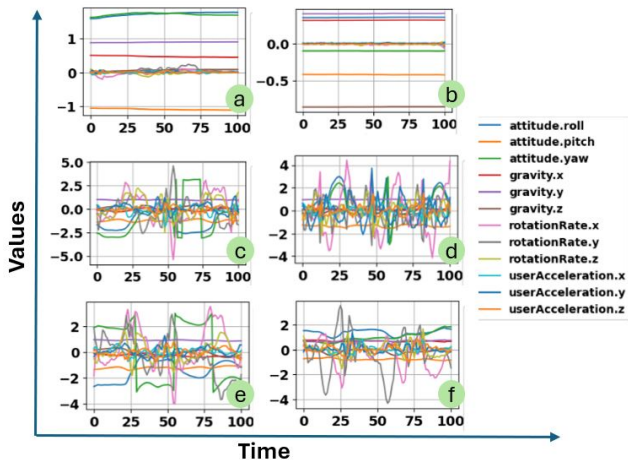 1
0
−1
0 25 50 75 100
a
0.0
−0.5
0 25 50 75 100
b
5.0
2.5
0.0
−2.5
−5.0
0 25 50 75 100
c
4
2
0
−2
−4
0 25 50 75 100
d
2
0
−2
−4
0 25 50 75 100
e
2
0
−2
−4
0 25 50 75 100
f
Values
Time
attitude.roll
attitude.pitch
attitude.yaw
gravity.x
gravity.y
gravity.z
rotationRate.x
rotationRate.y
rotationRate.z
userAcceleration.x
userAcceleration.y
userAcceleration.z